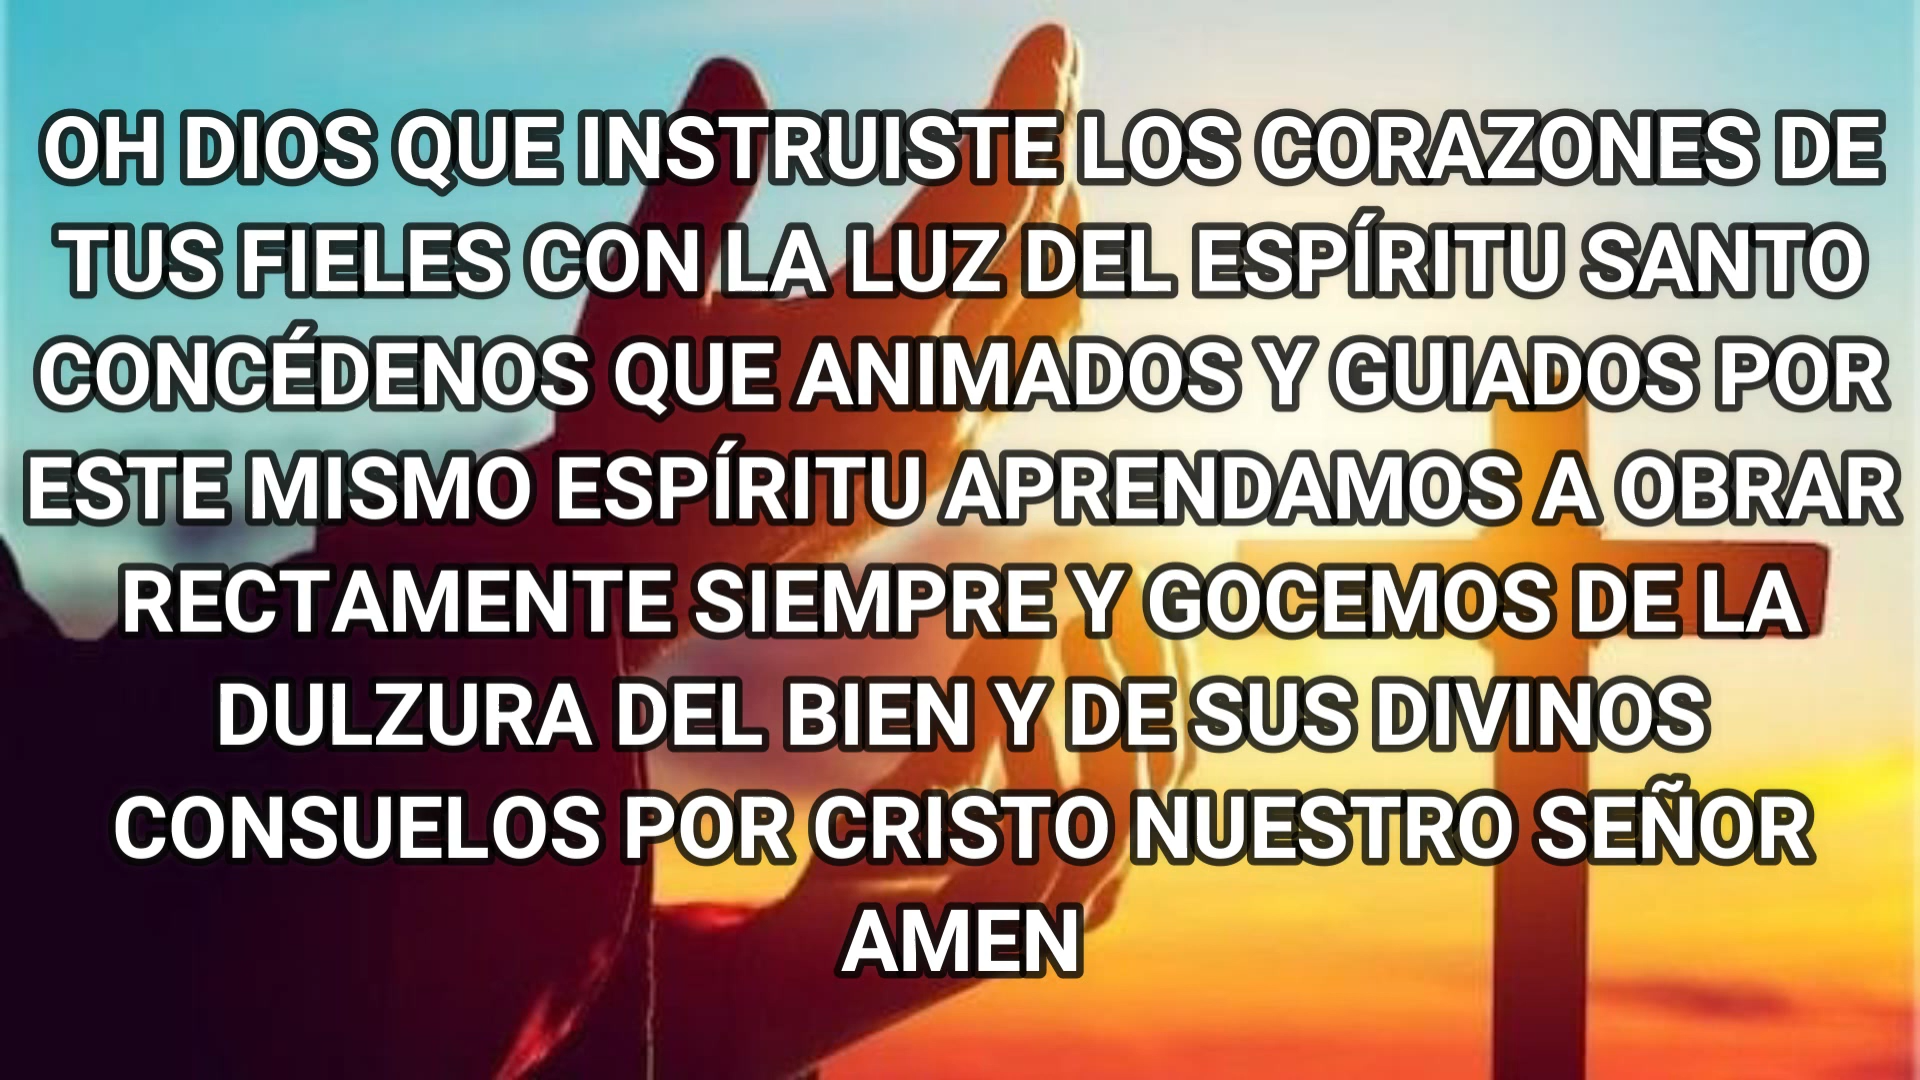 OH DIOS QUE INSTRUISTE LOS CORAZONES DE
TUS FIELES CON LA LUZ DEL ESPÍRITU SANTO
CONCÉDENOS QUE ANIMADOS Y GUIADOS POR
ESTE MISMO ESPÍRITU APRENDAMOS A OBRAR
RECTAMENTE SIEMPRE Y GOCEMOS DE LA
DULZURA DEL BIEN Y DE SUS DIVINOS
CONSUELOS POR CRISTO NUESTRO SEÑOR
AMEN